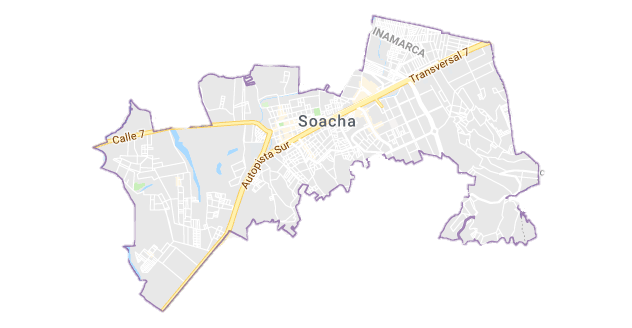 INAMARCA
Transversal 7
Soacha
Calle 7
Autopista Sur